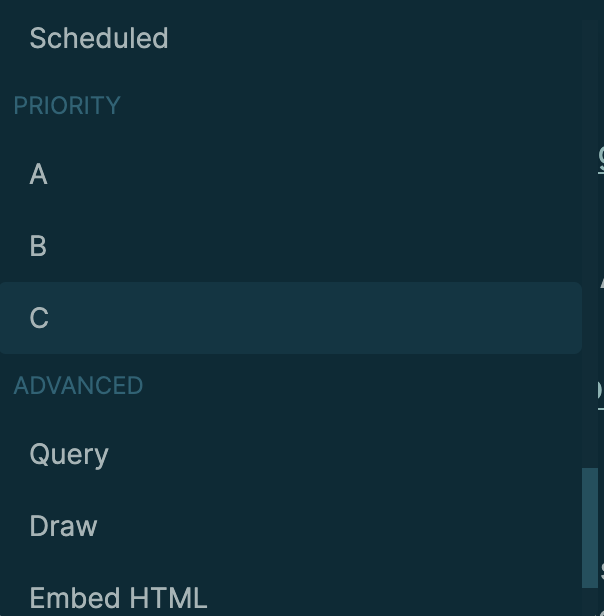 Scheduled
PRIORITY
A
B
C
ADVANCED
Query
Draw
Embed HTML